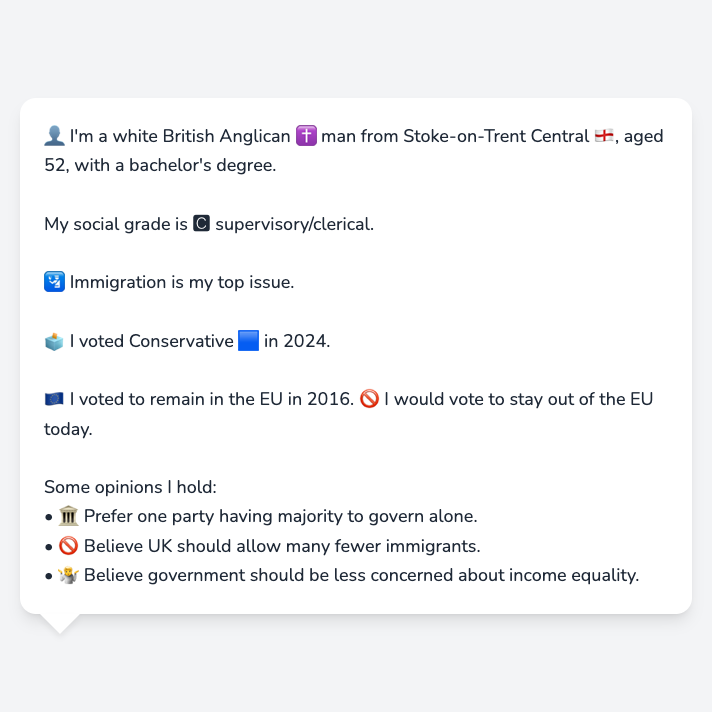 👤 I'm a white British Anglican ✝️ man from Stoke-on-Trent Central 🏴󠁧󠁢󠁥󠁮󠁧󠁿, aged
52, with a bachelor's degree.
My social grade is 🅲 supervisory/clerical.
🛂 Immigration is my top issue.
🗳️ I voted Conservative 🟦 in 2024.
🇪🇺 I voted to remain in the EU in 2016. 🚫 I would vote to stay out of the EU
today.
Some opinions I hold:
• 🏛️ Prefer one party having majority to govern alone.
• 🚫 Believe UK should allow many fewer immigrants.
• 🤷 Believe government should be less concerned about income equality.